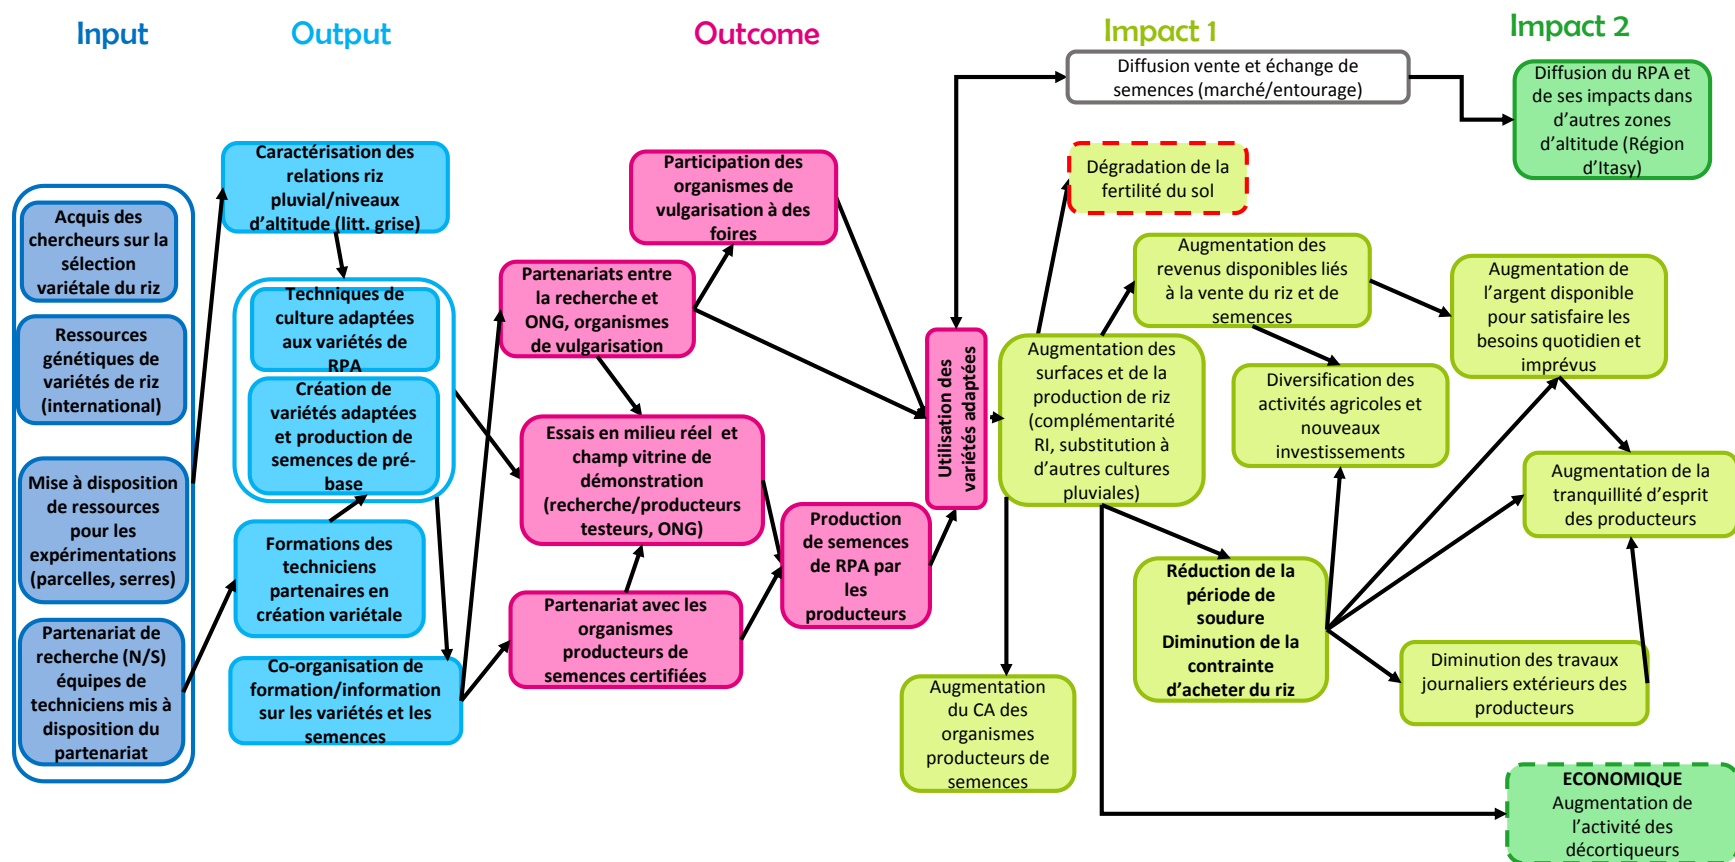 Input
Output
Outcome
Impact 1
Impact 2
Acquis des
chercheurs sur la
sélection
variétale du riz
Ressources
génétiques de
variétés de riz
(international)
Mise à disposition
de ressources
pour les
expérimentations
(parcelles, serres)
Partenariat de
recherche (N/S)
équipes de
techniciens mis à
disposition du
partenariat
Caractérisation des
relations riz
pluvial/niveaux
d’altitude (litt. grise)
Techniques de
culture adaptées
aux variétés de
RPA
Création de
variétés adaptées
et production de
semences de pré-
base
Formations des
techniciens
partenaires en
création variétale
Co-organisation de
formation/information
sur les variétés et les
semences
Participation des
organismes de
vulgarisation à des
foires
Partenariats entre
la recherche et
ONG, organismes
de vulgarisation
Essais en milieu réel et
champ vitrine de
démonstration
(recherche/producteurs
testeurs, ONG)
Partenariat avec les
organismes
producteurs de
semences certifiées
Production
de semences
de RPA par
les
producteurs
Utilisation des
variétés adaptées
Diffusion vente et échange de
semences (marché/entourage)
Dégradation de la
fertilité du sol
Augmentation des
revenus disponibles liés
à la vente du riz et de
semences
Augmentation des
surfaces et de la
production de riz
(complémentarité
RI, substitution à
d’autres cultures
pluviales)
Diversification des
activités agricoles et
nouveaux
investissements
Réduction de la
période de
soudure
Diminution de la
contrainte
d’acheter du riz
Augmentation
du CA des
organismes
producteurs de
semences
Diffusion du RPA et
de ses impacts dans
d’autres zones
d’altitude (Région
d’Itasy)
Augmentation de
l’argent disponible
pour satisfaire les
besoins quotidien et
imprévus
Augmentation de la
tranquillité d’esprit
des producteurs
Diminution des travaux
journaliers extérieurs des
producteurs
ECONOMIQUE
Augmentation de
l’activité des
décortiqueurs